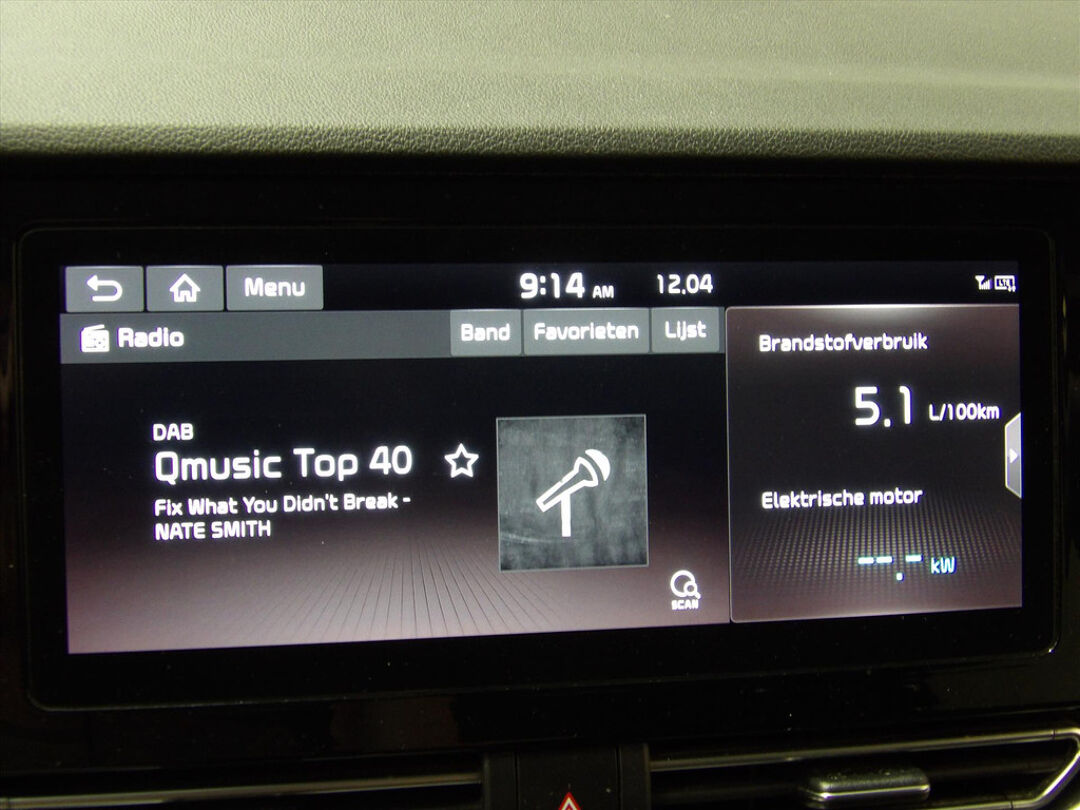 Menu
9:14 AM
12.04
Radio
Band
Favorieten
Lijst
DAB
Qmusic Top 40
Fix What You Didn't Break -
NATE SMITH
SCAN
Brandstofverbruik
5.1 L/100km
Elektrische motor
--.- kW